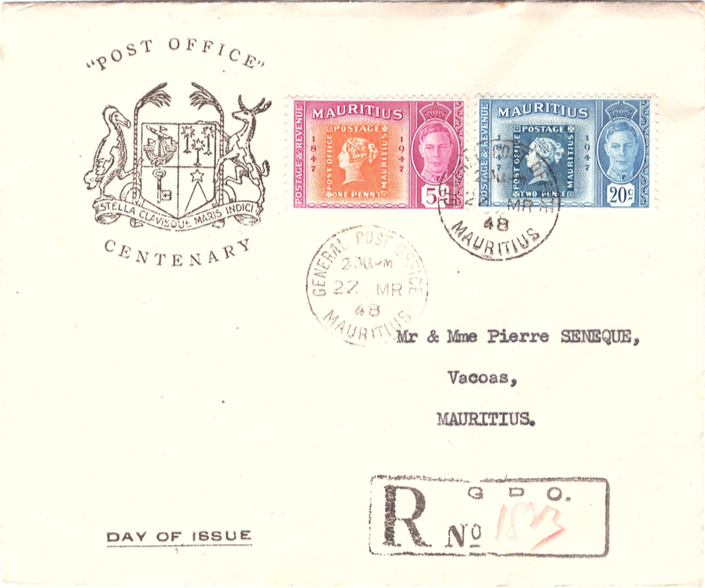 "POST OFFICE"
STELLA CLAVISQUE MARIS INDICI
CENTENARY
MAURITIUS
POSTAGE & REVENUE
1847
1947
POSTAGE
POST OFFICE
MAURITIUS
ONE PENNY
5c
MAURITIUS
POSTAGE & REVENUE
1847
1947
POSTAGE
POST OFFICE
MAURITIUS
TWO PENCE
20c
MR
48
MAURITIUS
GENERAL POST OFFICE
22 MR
48
MAURITIUS
Mr & Mme Pierre SENEQUE,
Vacoas,
MAURITIUS.
R
G P O.
No
DAY OF ISSUE